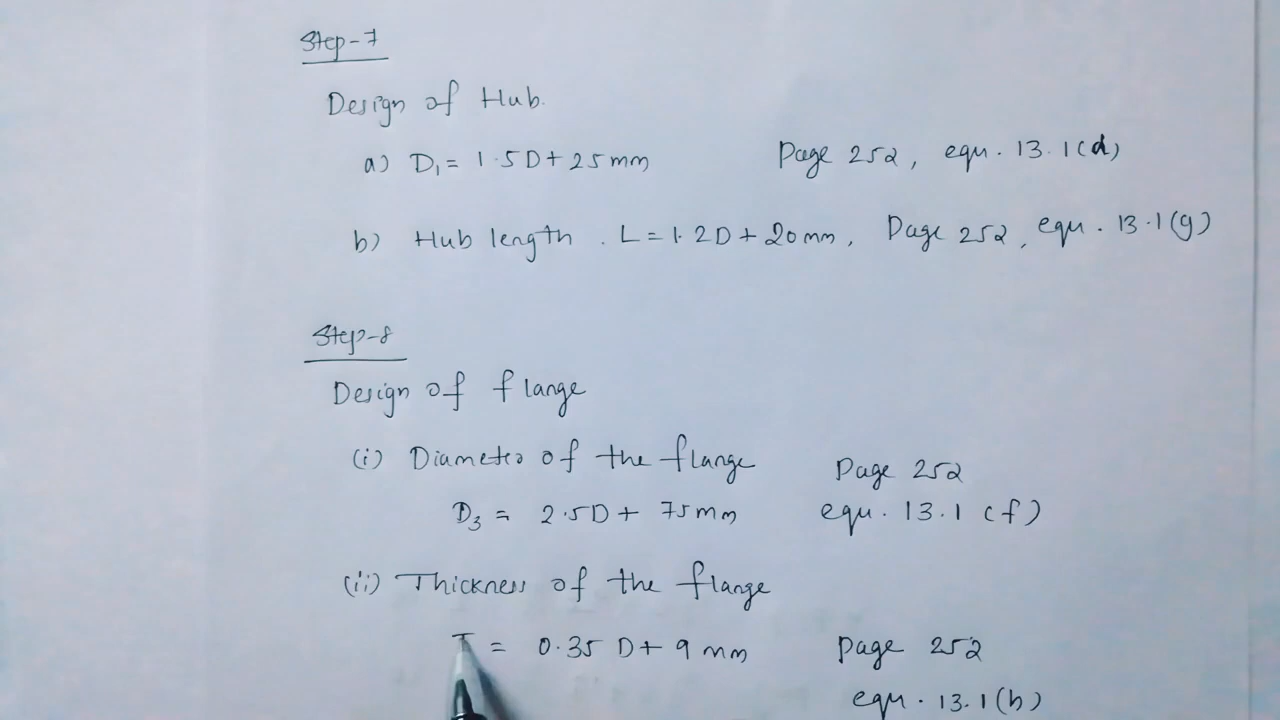 Step-7
Design of Hub.
a) D₁ = 1.5D + 25mm Page 252, equ. 13.1(d)
b) Hub length. L = 1.2D + 20mm, Page 252, equ. 13.1(g)
Step-8
Design of flange
(i) Diameter of the flange Page 252
D₃ = 2.5D + 75mm equ. 13.1 (f)
(ii) Thickness of the flange
T = 0.35 D + 9 mm Page 252
equ. 13.1(h)